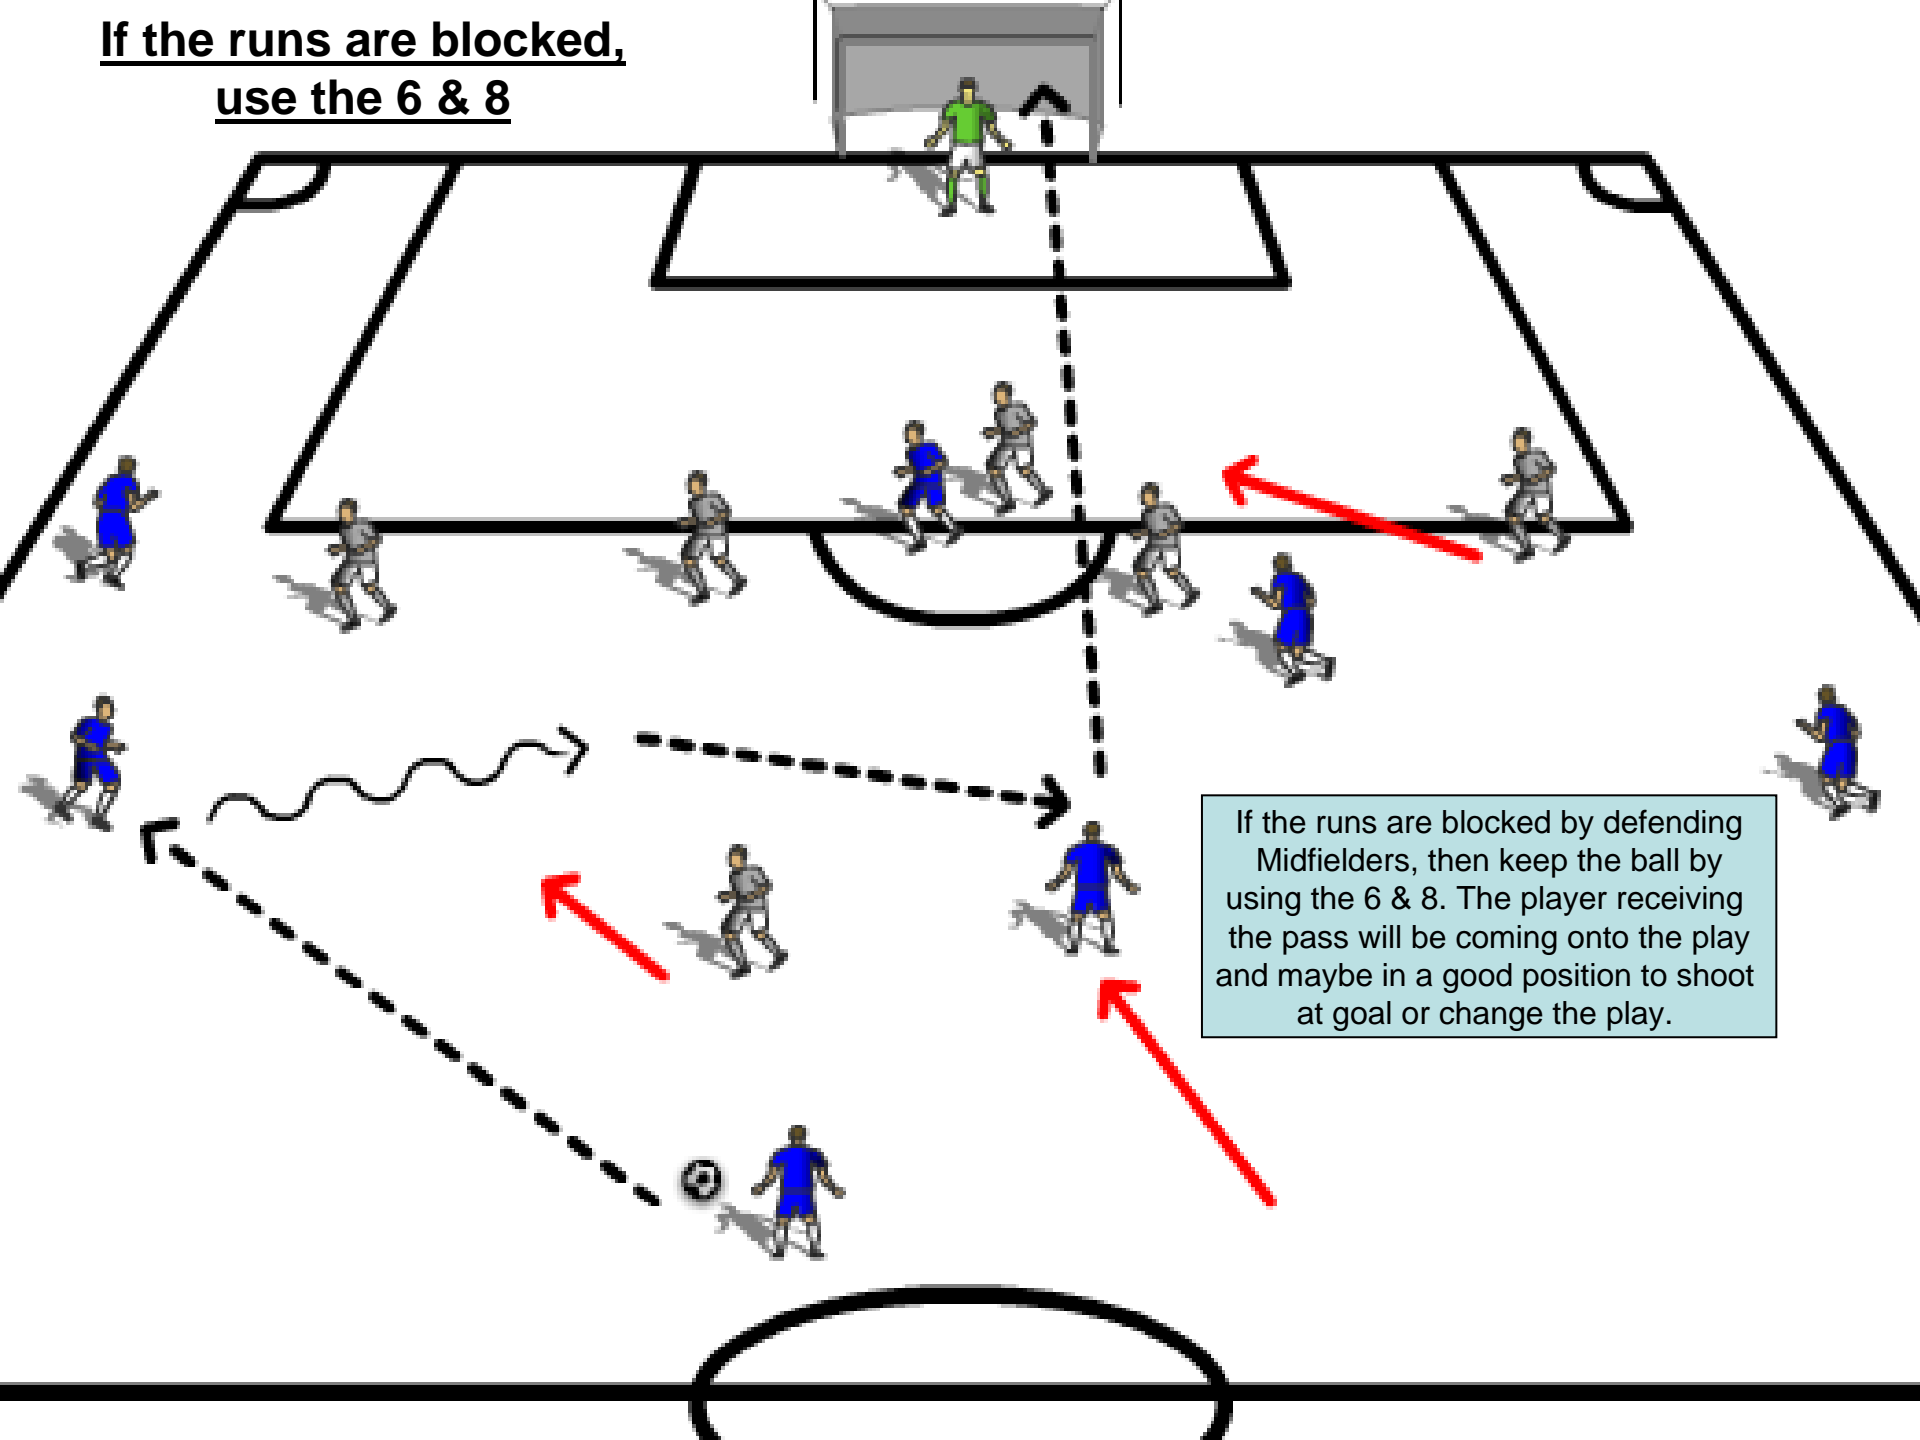 If the runs are blocked,
use the 6 & 8
If the runs are blocked by defending
Midfielders, then keep the ball by
using the 6 & 8. The player receiving
the pass will be coming onto the play
and maybe in a good position to shoot
at goal or change the play.